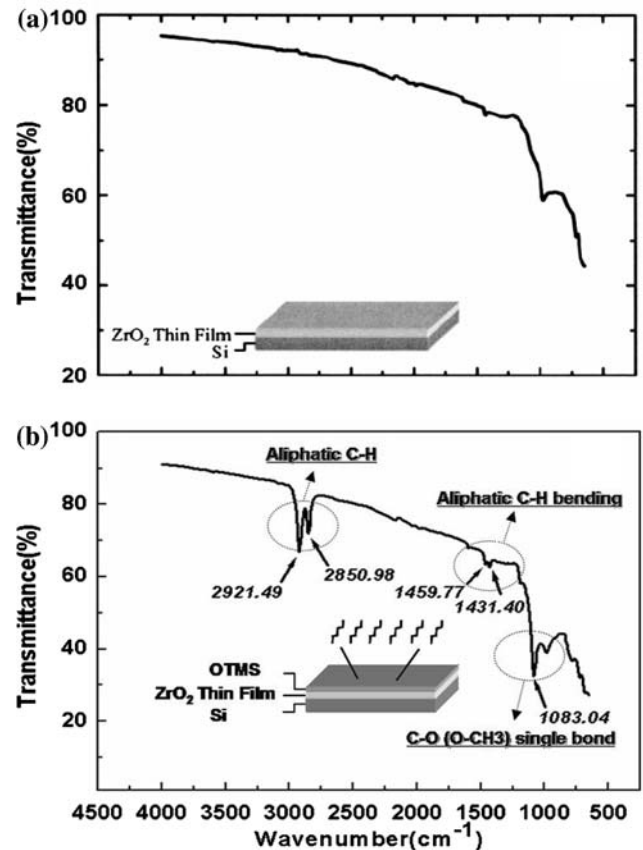 (a)
100
80
60
40
20
Transmittance(%)
ZrO₂ Thin Film
Si
(b)
100
80
60
40
20
Transmittance(%)
Aliphatic C-H
Aliphatic C-H bending
2921.49
2850.98
1459.77
1431.40
OTMS
ZrO₂ Thin Film
Si
1083.04
C-O (O-CH3) single bond
4500 4000 3500 3000 2500 2000 1500 1000 500
Wavenumber(cm⁻¹)